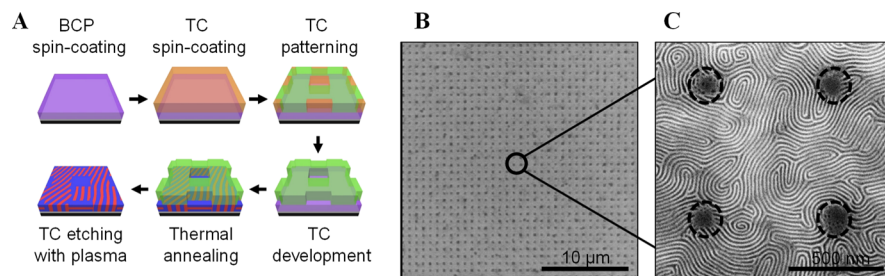 A
BCP
spin-coating
TC
spin-coating
TC
patterning
TC etching
with plasma
Thermal
annealing
TC
development
B
10 µm
C
500 nm